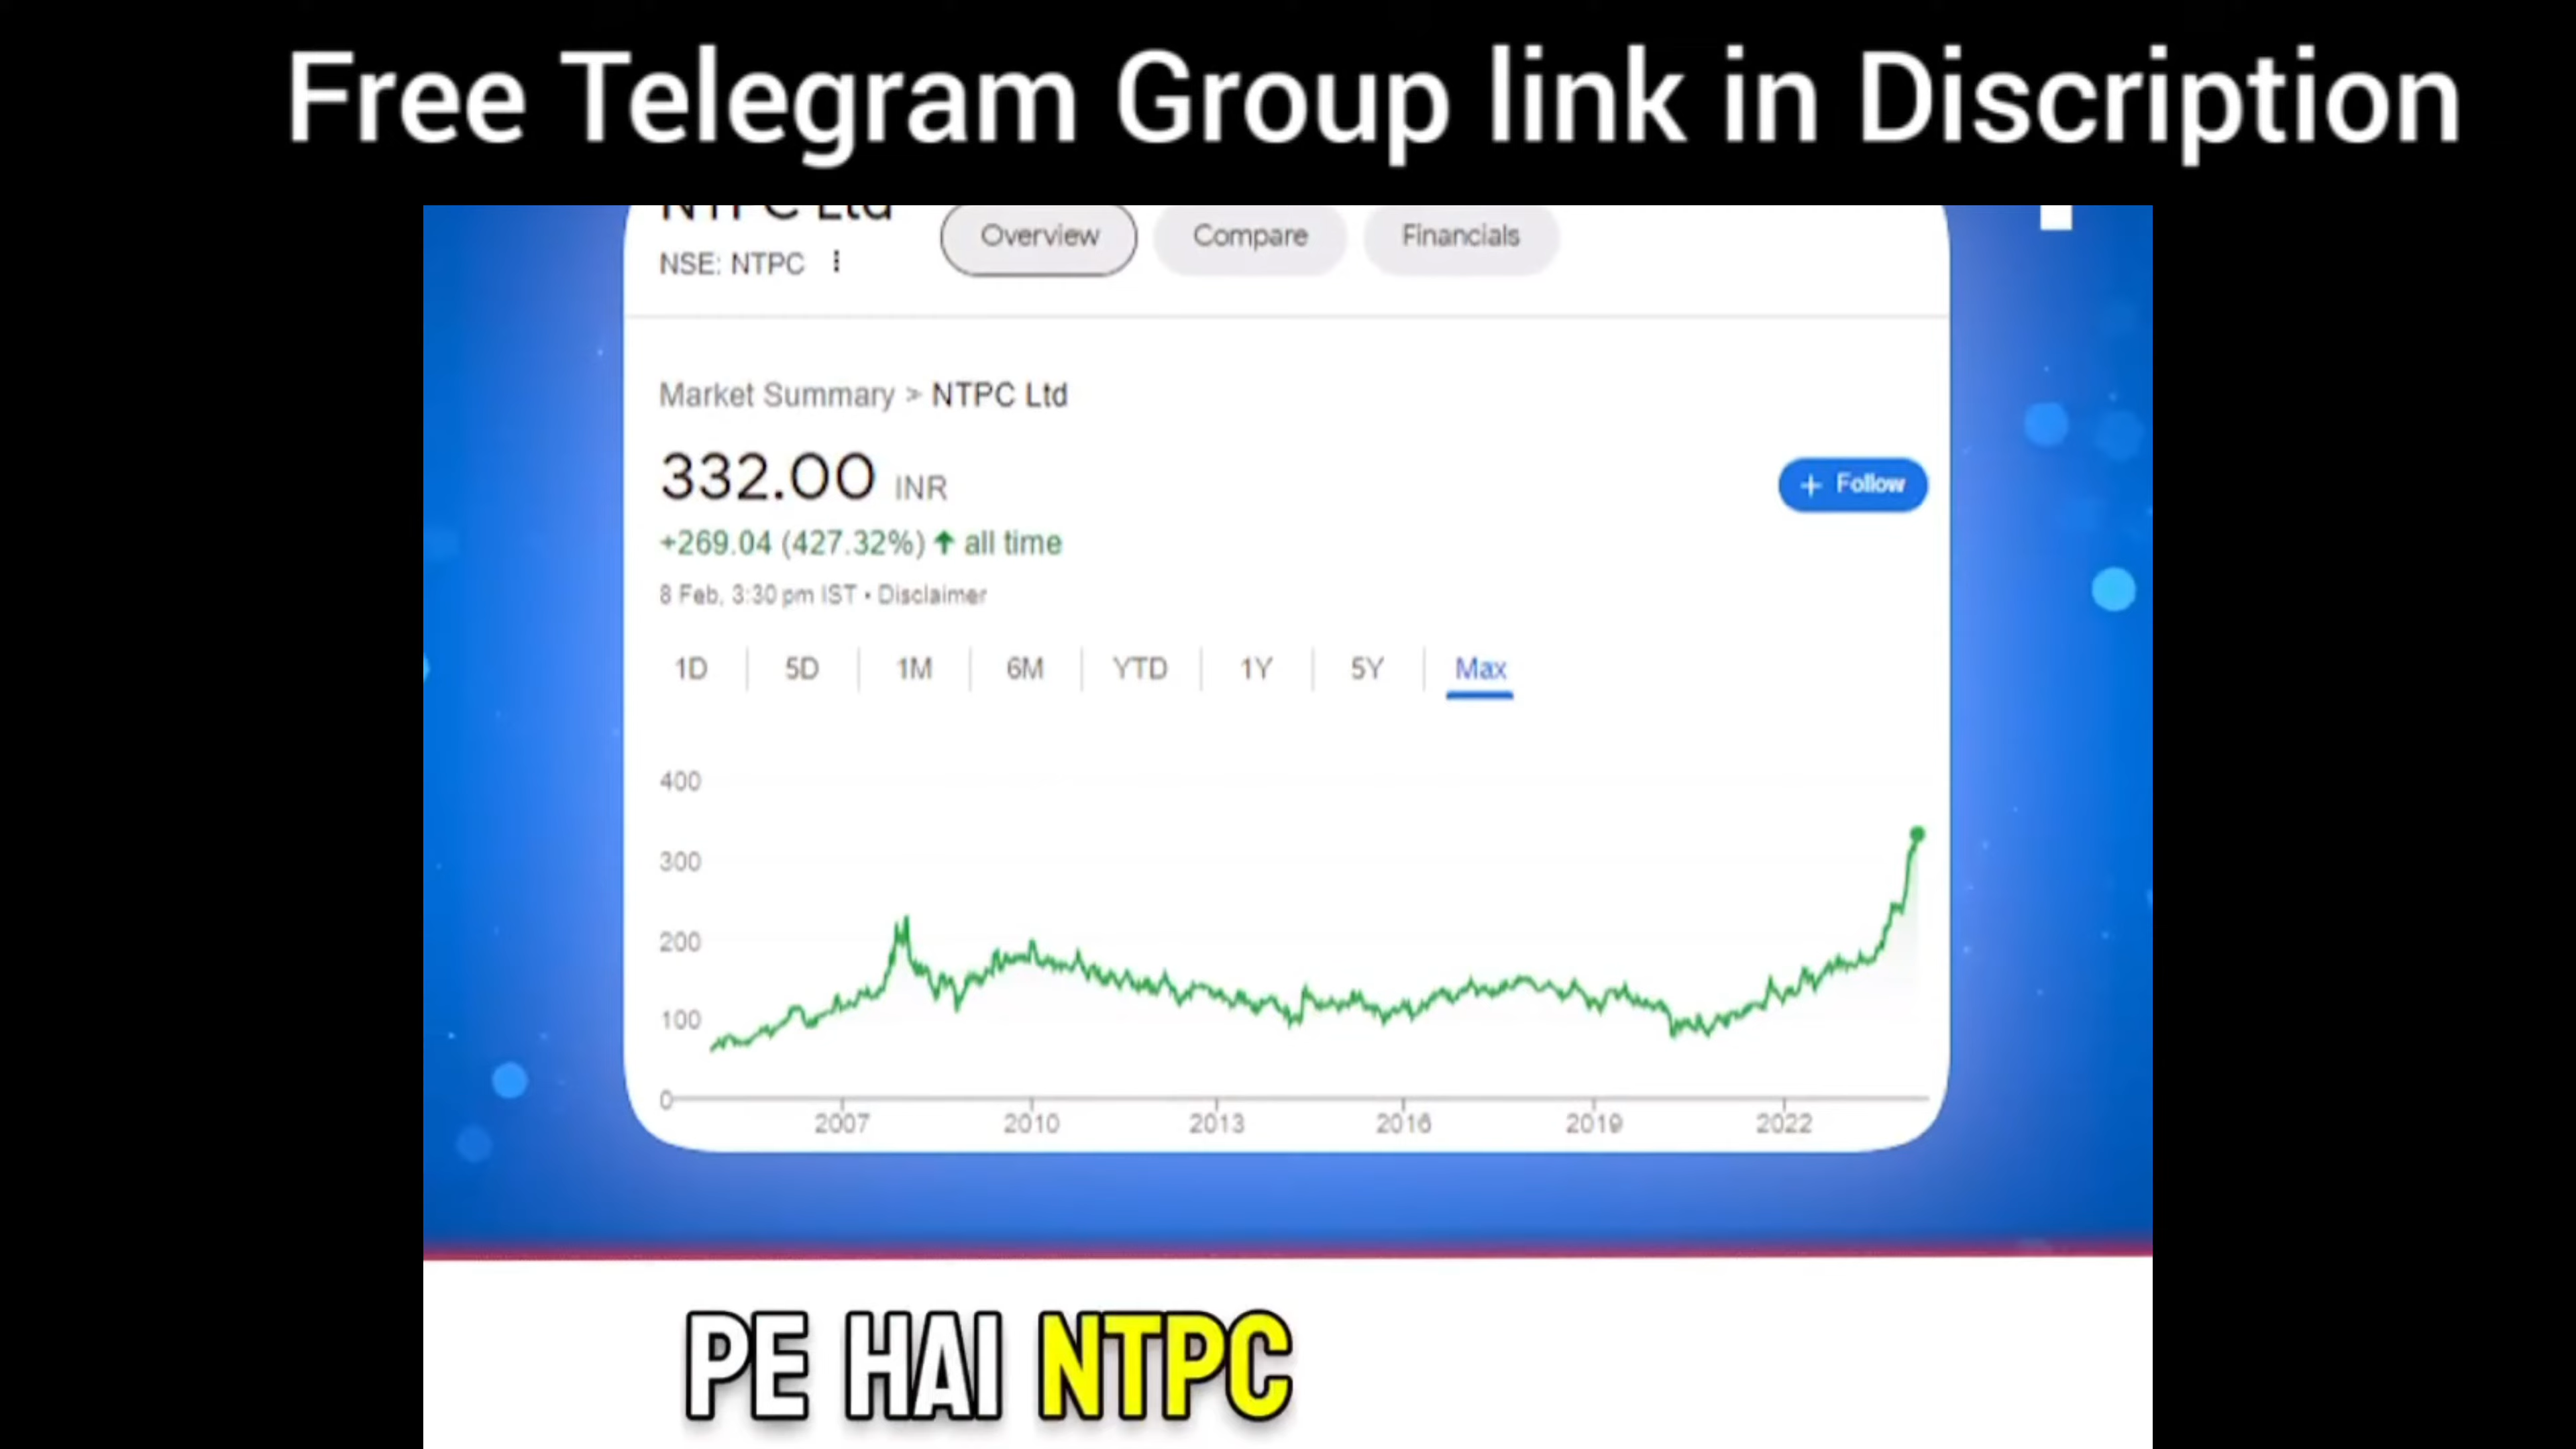 Free Telegram Group link in Discription
NTPC Ltd
NSE: NTPC
Overview
Compare
Financials
Market Summary > NTPC Ltd
332.00 INR
+ Follow
+269.04 (427.32%) ↑ all time
8 Feb, 3:30 pm IST • Disclaimer
1D 5D 1M 6M YTD 1Y 5Y Max
400
300
200
100
0
2007 2010 2013 2016 2019 2022
PE HAI NTPC